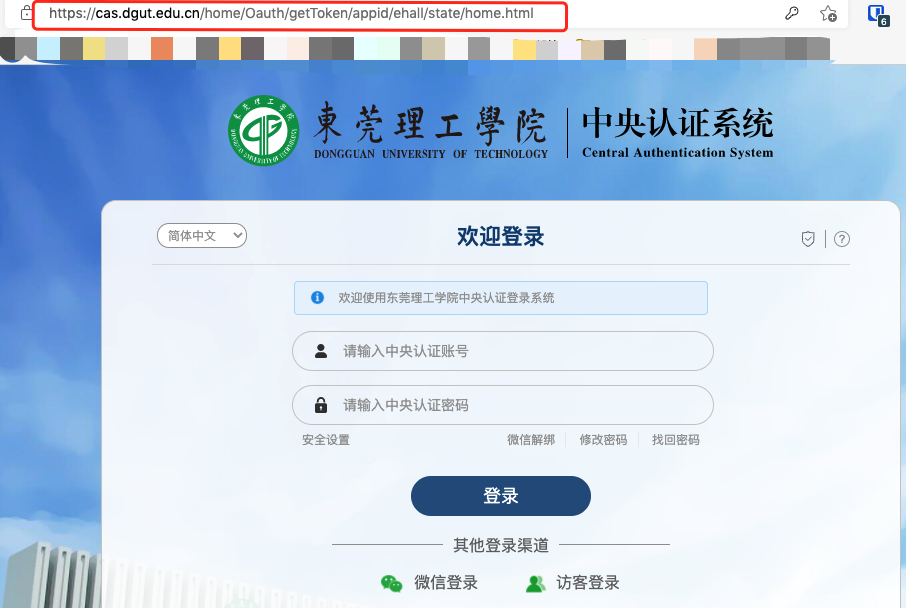 https://cas.dgut.edu.cn/home/Oauth/getToken/appid/ehall/state/home.html
6
東莞理工學院
DONGGUAN UNIVERSITY OF TECHNOLOGY
中央认证系统
Central Authentication System
简体中文
欢迎登录
?
欢迎使用东莞理工学院中央认证登录系统
请输入中央认证账号
请输入中央认证密码
安全设置 微信解绑 修改密码 找回密码
登录
其他登录渠道
微信登录 访客登录